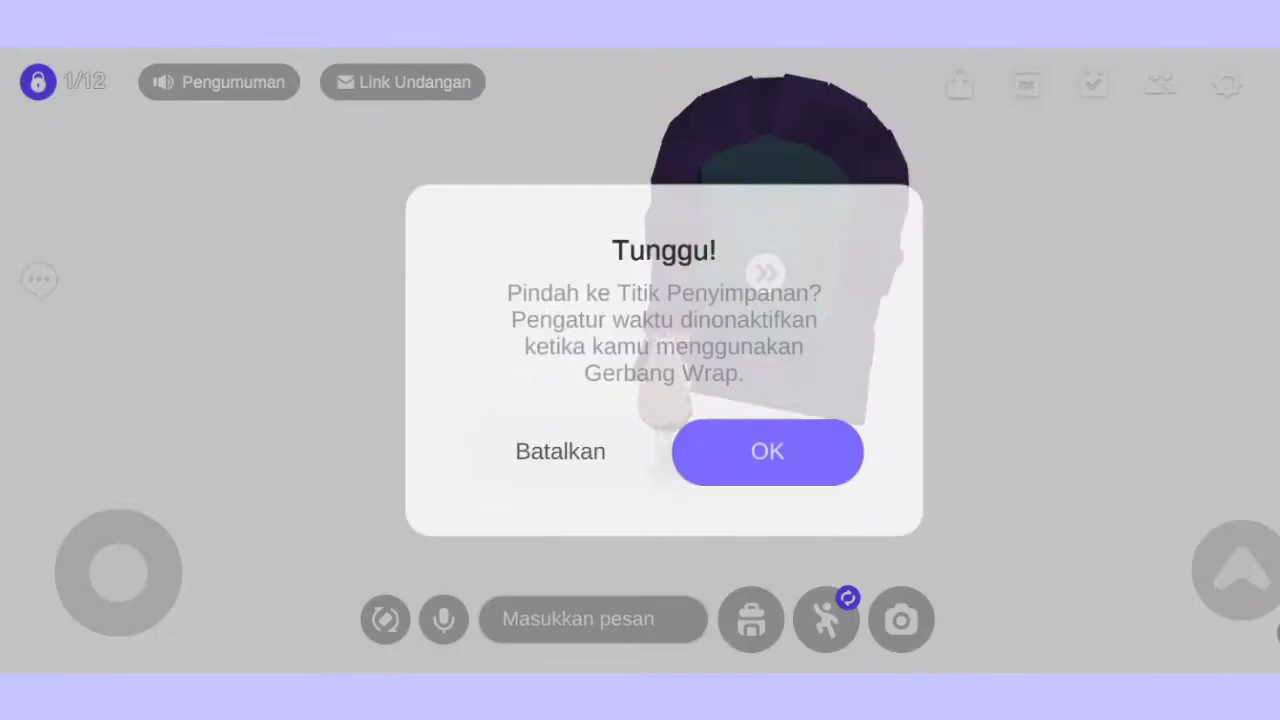 1/12
Pengumuman
Link Undangan
Tunggu!
Pindah ke Titik Penyimpanan?
Pengatur waktu dinonaktifkan
ketika kamu menggunakan
Gerbang Wrap.
Batalkan
OK
Masukkan pesan